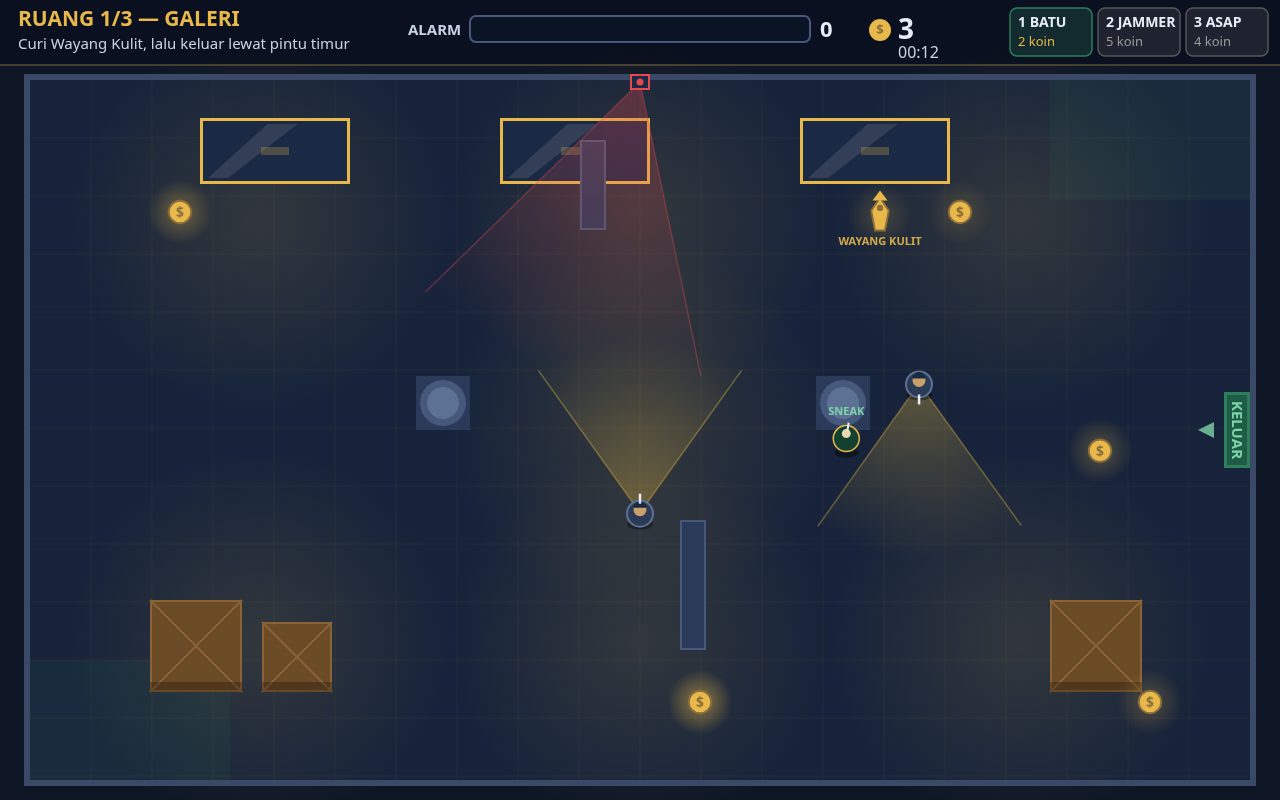 RUANG 1/3 — GALERI
Curi Wayang Kulit, lalu keluar lewat pintu timur
ALARM
0
$
3
00:12
1 BATU
2 koin
2 JAMMER
5 koin
3 ASAP
4 koin
$
$
WAYANG KULIT
SNEAK
KELUAR
$
$
$